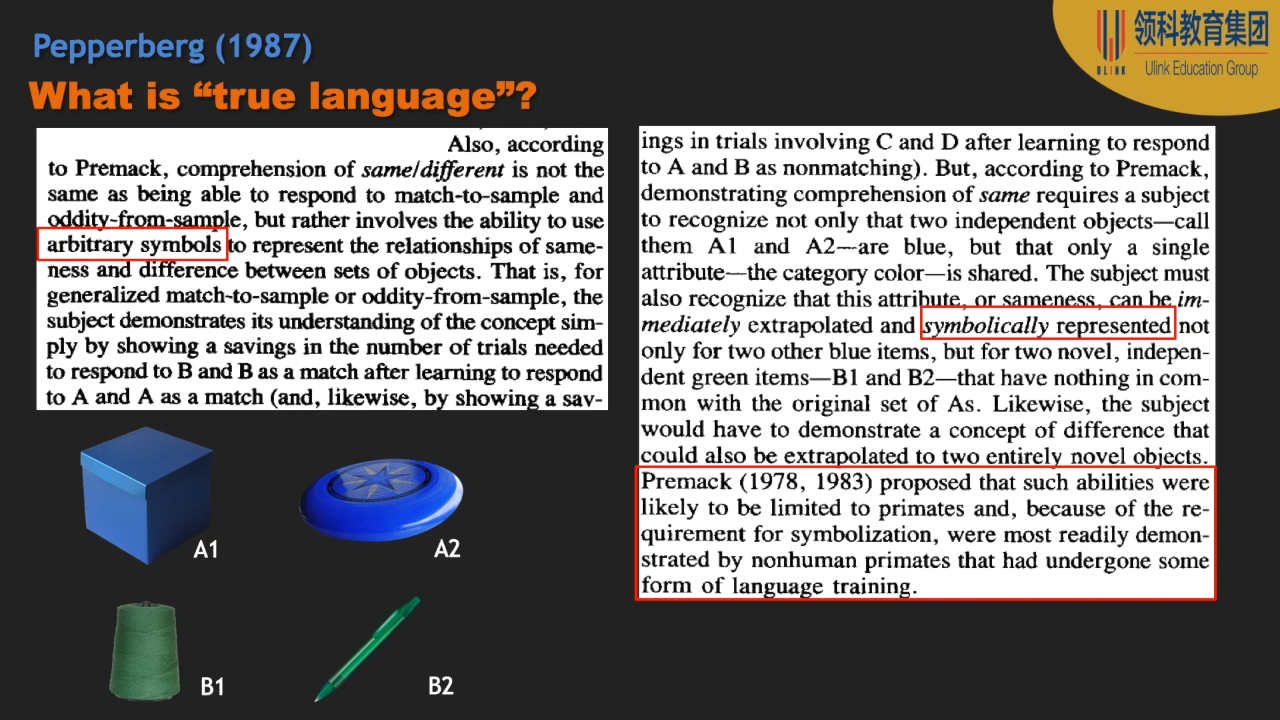 Pepperberg (1987)
What is “true language”?
领科教育集团
ULINK
Ulink Education Group
Also, according
to Premack, comprehension of same/different is not the
same as being able to respond to match-to-sample and
oddity-from-sample, but rather involves the ability to use
arbitrary symbols to represent the relationships of same-
ness and difference between sets of objects. That is, for
generalized match-to-sample or oddity-from-sample, the
subject demonstrates its understanding of the concept sim-
ply by showing a savings in the number of trials needed
to respond to B and B as a match after learning to respond
to A and A as a match (and, likewise, by showing a sav-
ings in trials involving C and D after learning to respond
to A and B as nonmatching). But, according to Premack,
demonstrating comprehension of same requires a subject
to recognize not only that two independent objects—call
them A1 and A2—are blue, but that only a single
attribute—the category color—is shared. The subject must
also recognize that this attribute, or sameness, can be im-
mediately extrapolated and symbolically represented not
only for two other blue items, but for two novel, indepen-
dent green items—B1 and B2—that have nothing in com-
mon with the original set of As. Likewise, the subject
would have to demonstrate a concept of difference that
could also be extrapolated to two entirely novel objects.
Premack (1978, 1983) proposed that such abilities were
likely to be limited to primates and, because of the re-
quirement for symbolization, were most readily demon-
strated by nonhuman primates that had undergone some
form of language training.
A1
A2
B1
B2